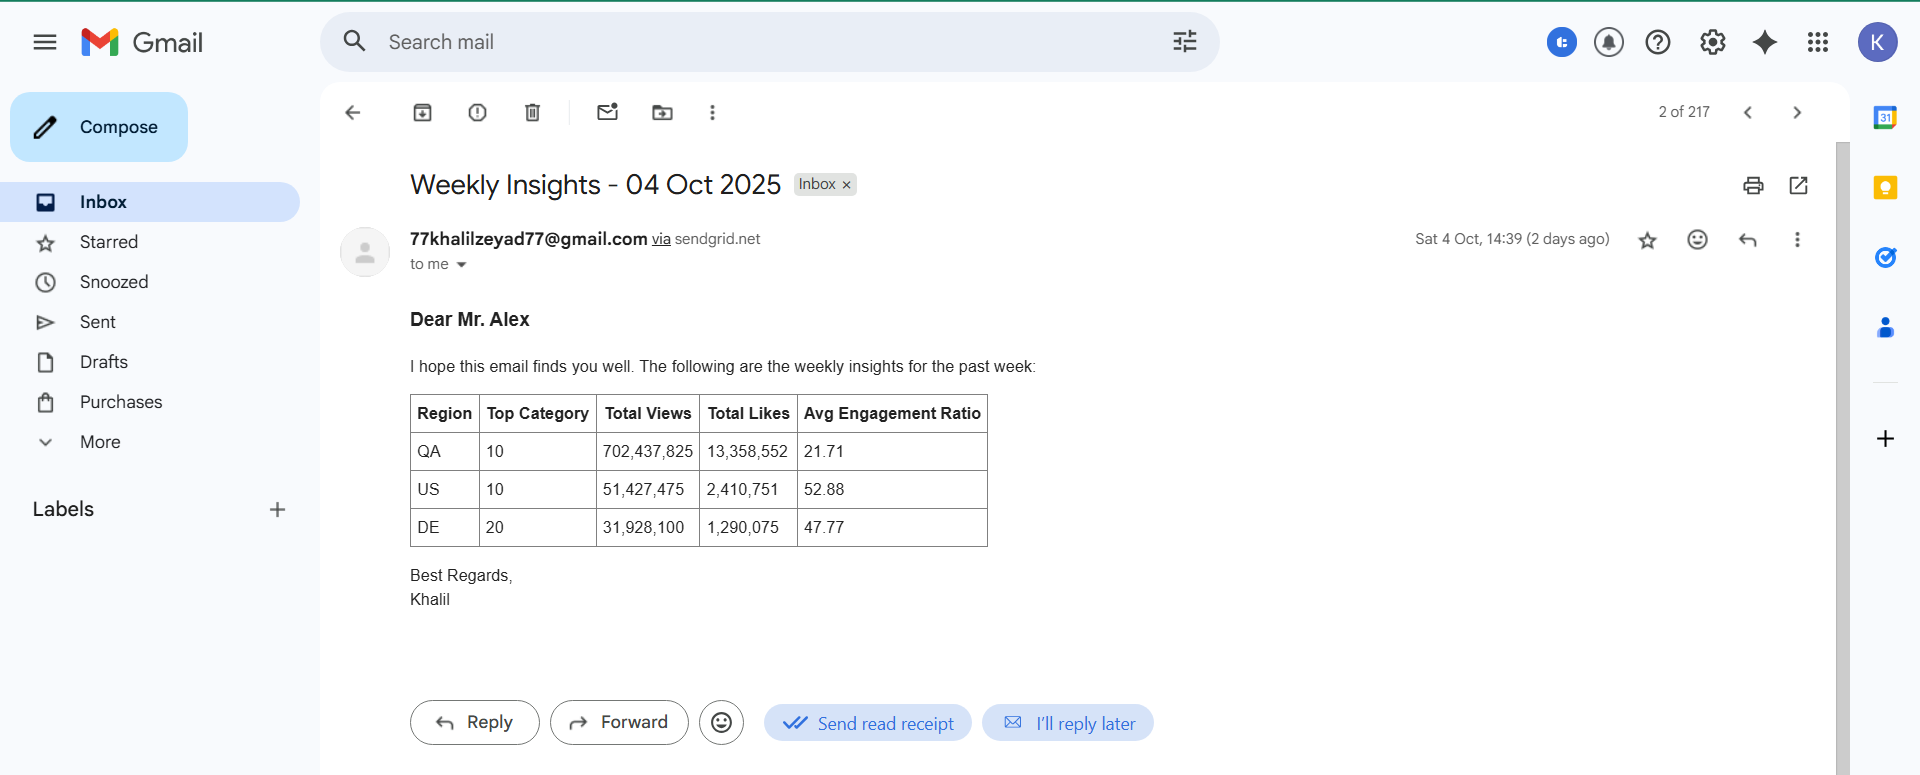 Gmail
Search mail
K
Compose
2 of 217
31
Inbox
Starred
Snoozed
Sent
Drafts
Purchases
More
Labels
Weekly Insights - 04 Oct 2025
Inbox ×
77khalilzeyad77@gmail.com via sendgrid.net
Sat 4 Oct, 14:39 (2 days ago)
to me
Dear Mr. Alex
I hope this email finds you well. The following are the weekly insights for the past week:
Region Top Category Total Views Total Likes Avg Engagement Ratio
QA 10 702,437,825 13,358,552 21.71
US 10 51,427,475 2,410,751 52.88
DE 20 31,928,100 1,290,075 47.77
Best Regards,
Khalil
Reply Forward Send read receipt I'll reply later